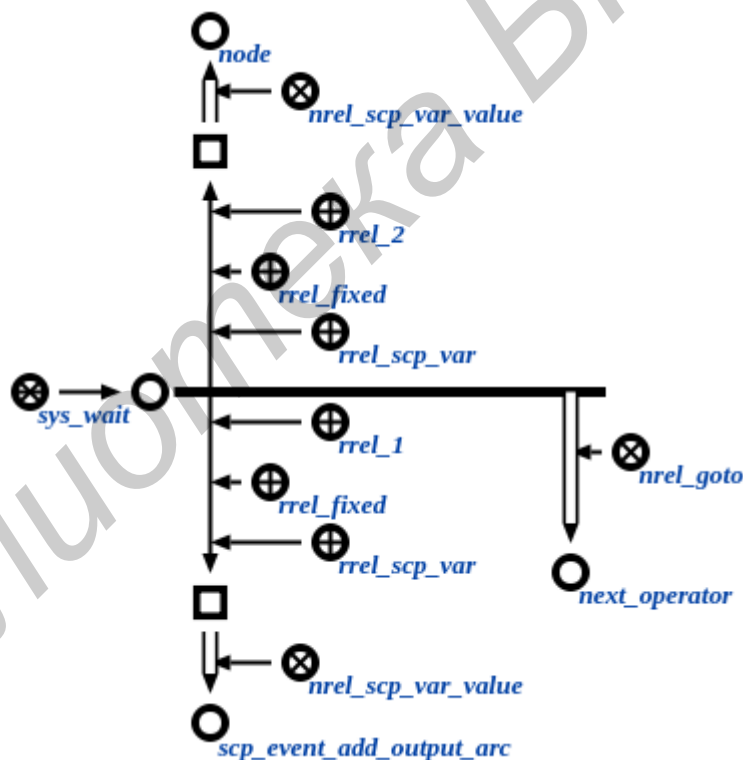 node
nrel_scp_var_value
rrel_2
rrel_fixed
rrel_scp_var
sys_wait
rrel_1
nrel_goto
rrel_fixed
rrel_scp_var
next_operator
nrel_scp_var_value
scp_event_add_output_arc